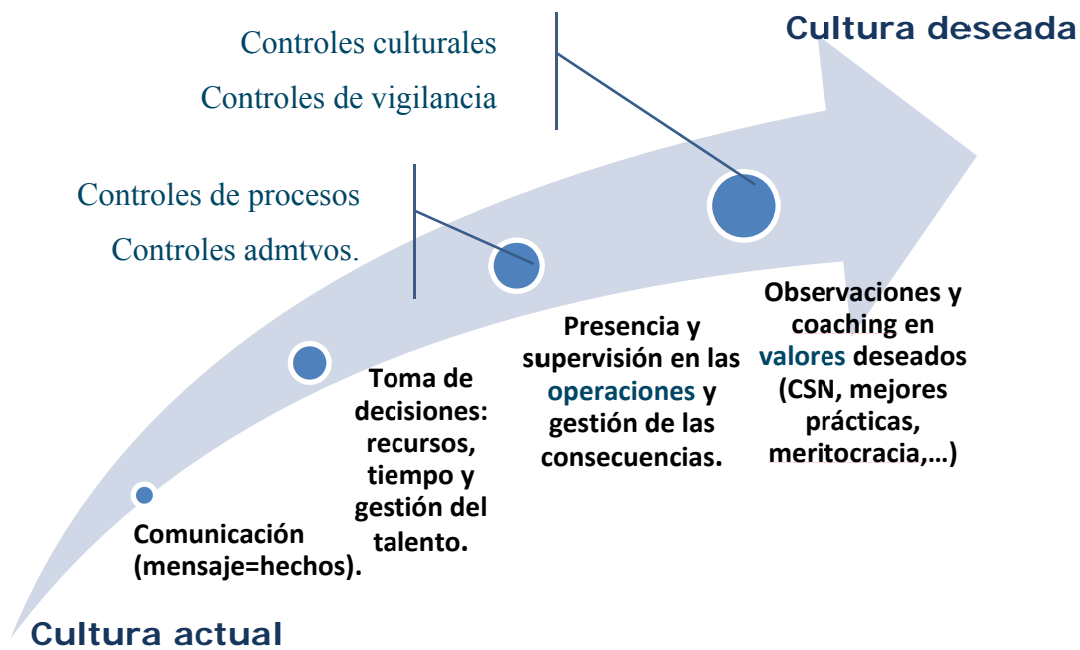 Cultura deseada
Controles culturales
Controles de vigilancia
Controles de procesos
Controles admtvos.
Observaciones y
coaching en
valores deseados
(CSN, mejores
prácticas,
meritocracia,...)
Presencia y
supervisión en las
operaciones y
gestión de las
consecuencias.
Toma de
decisiones:
recursos,
tiempo y
gestión del
talento.
Comunicación
(mensaje=hechos).
Cultura actual